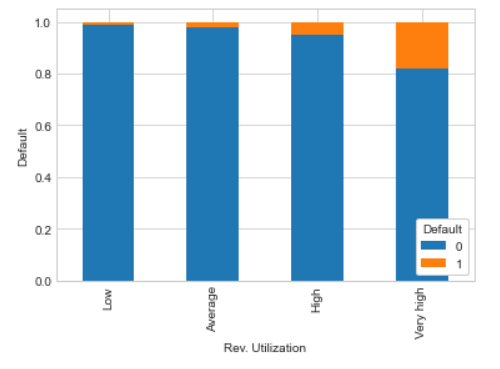 1.0
0.8
0.6
0.4
0.2
0.0
Default
Default
0
1
Low
Average
High
Very high
Rev. Utilization